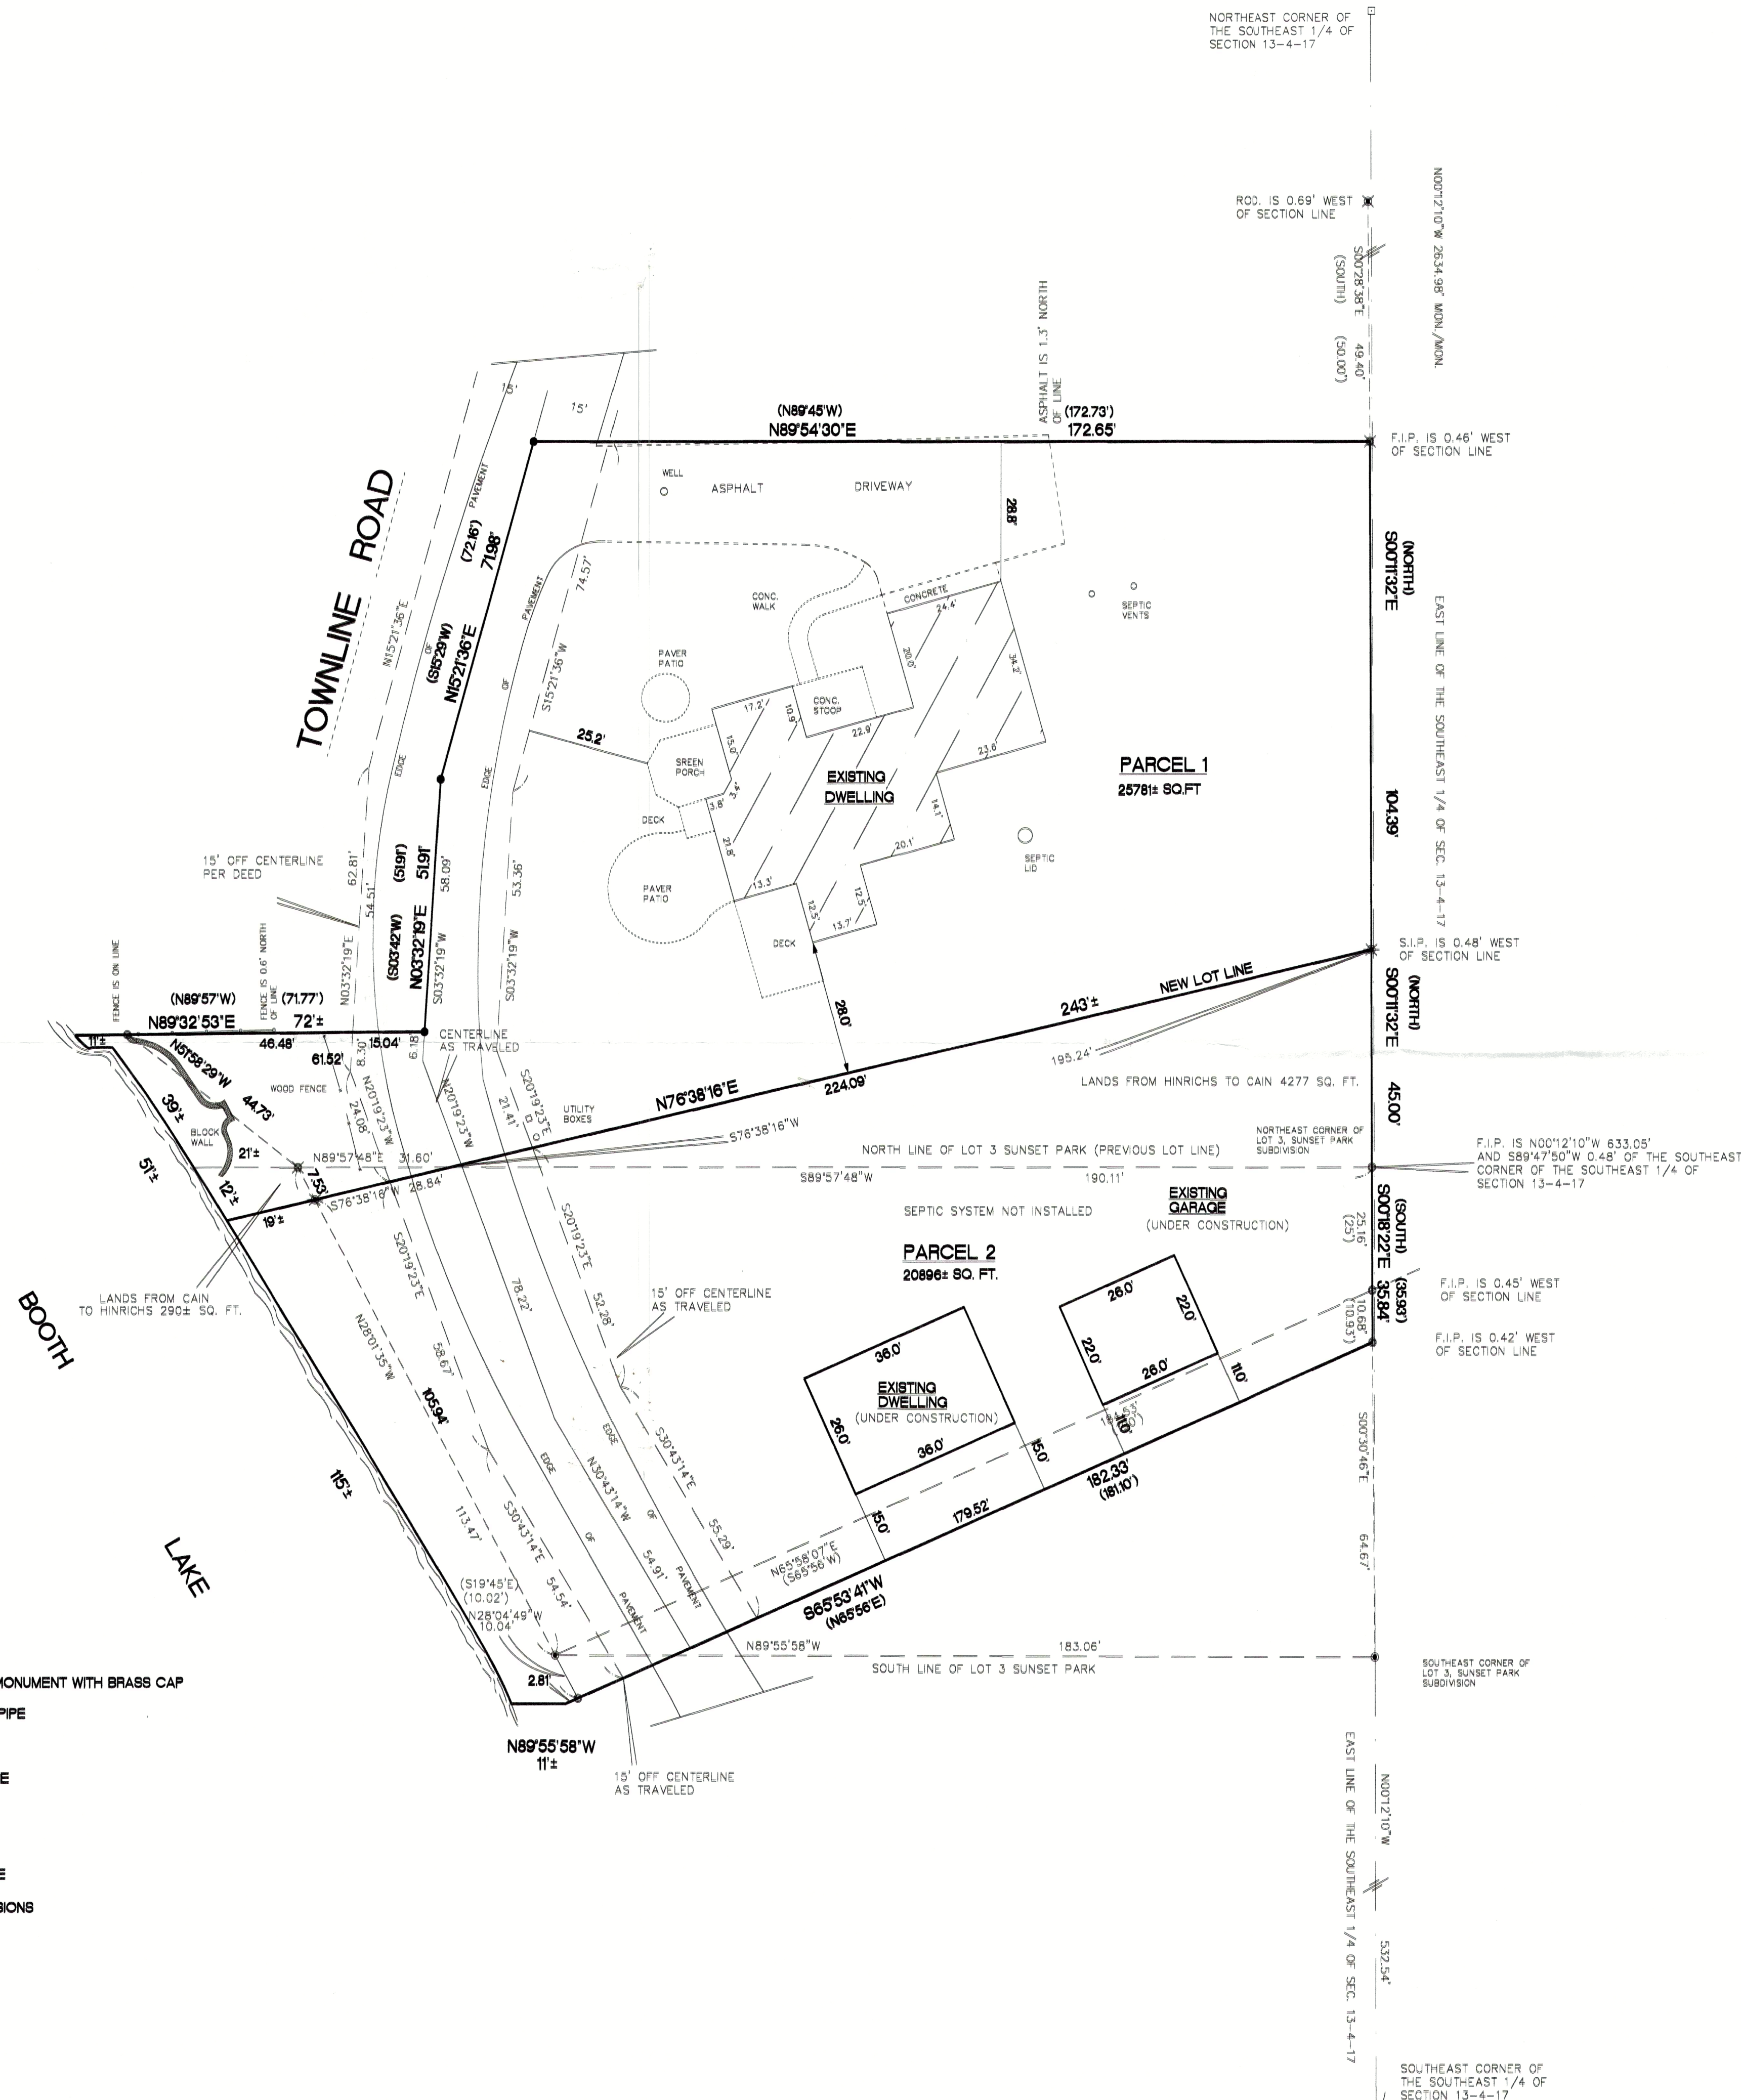 NORTHEAST CORNER OF
THE SOUTHEAST 1/4 OF
SECTION 13-4-17
ROD. IS 0.69' WEST
OF SECTION LINE
N00°12'10"W 2634.98' MON./MON.
S00°28'38"E 49.40'
(SOUTH) (50.00')
ASPHALT IS 1.3' NORTH
OF LINE
15'
15'
(N89°45'W) (172.73')
N89°54'30"E 172.65'
F.I.P. IS 0.46' WEST
OF SECTION LINE
TOWNLINE ROAD
WELL
ASPHALT DRIVEWAY
28.8'
EDGE OF PAVEMENT
(S15°29'W) (72.16')
N15°21'36"E 71.98'
N15°21'36"E
EDGE OF PAVEMENT
S15°21'36"W 74.57'
(NORTH)
S00°11'32"E 104.39'
EAST LINE OF THE SOUTHEAST 1/4 OF SEC. 13-4-17
CONC.
WALK
CONCRETE
24.4'
SEPTIC
VENTS
20.0'
34.2'
PAVER
PATIO
CONC.
STOOP
17.2'
10.9'
22.9'
23.6'
25.2'
15.0'
SREEN
PORCH
EXISTING
DWELLING
PARCEL 1
25781± SQ.FT
3.4'
3.8'
DECK
14.1'
20.1'
21.8'
SEPTIC
LID
PAVER
PATIO
13.3'
12.5'
12.5'
13.7'
DECK
28.0'
15' OFF CENTERLINE
PER DEED
62.81'
54.51'
N03°32'19"E
(S03°42'W) (51.91')
N03°32'19"E 51.91'
S03°32'19"W 58.09'
S03°32'19"W 53.36'
S.I.P. IS 0.48' WEST
OF SECTION LINE
FENCE IS ON LINE
FENCE IS 0.6' NORTH
OF LINE
(N89°57'W) (71.77')
N89°32'53"E 72'±
11'±
46.48'
15.04'
61.52'
8.30'
6.18'
CENTERLINE
AS TRAVELED
N51°58'29"W 44.73'
WOOD FENCE
39'±
51'±
BLOCK
WALL
21'±
12'±
24.08'
N20°19'23"W
N20°19'23"W
21.41'
S20°19'23"E
UTILITY
BOXES
N76°38'16"E 224.09'
243'± NEW LOT LINE
195.24'
S76°38'16"W
(NORTH)
S00°11'32"E 45.00'
LANDS FROM HINRICHS TO CAIN 4277 SQ. FT.
NORTHEAST CORNER OF
LOT 3, SUNSET PARK
SUBDIVISION
NORTH LINE OF LOT 3 SUNSET PARK (PREVIOUS LOT LINE)
F.I.P. IS N00°12'10"W 633.05'
AND S89°47'50"W 0.48' OF THE SOUTHEAST
CORNER OF THE SOUTHEAST 1/4 OF
SECTION 13-4-17
N89°57'48"E 31.60'
S89°57'48"W 190.11'
7.53'
S76°38'16"W 28.84'
19'±
LANDS FROM CAIN
TO HINRICHS 290± SQ. FT.
SEPTIC SYSTEM NOT INSTALLED
EXISTING
GARAGE
(UNDER CONSTRUCTION)
PARCEL 2
20896± SQ. FT.
25.16'
(25')
(SOUTH) (35.93')
S00°18'22"E 35.84'
10.68'
(10.93')
F.I.P. IS 0.45' WEST
OF SECTION LINE
F.I.P. IS 0.42' WEST
OF SECTION LINE
BOOTH
LAKE
S20°19'23"E 58.67'
78.22'
S20°19'23"E 52.28'
15' OFF CENTERLINE
AS TRAVELED
N28°01'35"W
105.94'
113.47'
115'±
26.0'
22.0'
22.0'
26.0'
11.0'
11.0'
36.0'
EXISTING
DWELLING
(UNDER CONSTRUCTION)
26.0'
36.0'
15.0'
15.0'
182.33'
(181.10')
179.52'
N65°58'07"E
(S65°56'W)
S65°53'41"W
(N65°56'E)
EDGE OF PAVEMENT
EDGE OF PAVEMENT
S30°43'14"E 54.54'
N30°43'14"W 54.91'
S30°43'14"E 55.29'
S00°30'46"E 64.67'
(S19°45'E)
(10.02')
N28°04'49"W
10.04'
2.81'
N89°55'58"W 183.06'
SOUTH LINE OF LOT 3 SUNSET PARK
SOUTHEAST CORNER OF
LOT 3, SUNSET PARK
SUBDIVISION
N89°55'58"W
11'±
15' OFF CENTERLINE
AS TRAVELED
MONUMENT WITH BRASS CAP
PIPE
E
E
SIONS
EAST LINE OF THE SOUTHEAST 1/4 OF SEC. 13-4-17
N00°12'10"W 532.54'
SOUTHEAST CORNER OF
THE SOUTHEAST 1/4 OF
SECTION 13-4-17